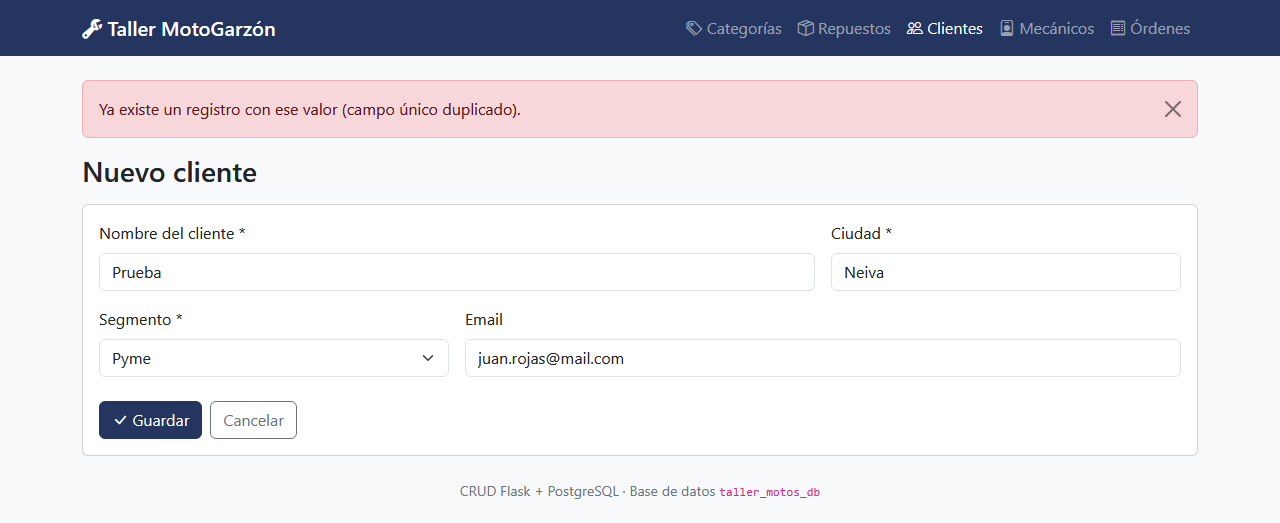 Taller MotoGarzón
Categorías Repuestos Clientes Mecánicos Órdenes
Ya existe un registro con ese valor (campo único duplicado).
Nuevo cliente
Nombre del cliente * Ciudad *
Prueba Neiva
Segmento * Email
Pyme juan.rojas@mail.com
Guardar Cancelar
CRUD Flask + PostgreSQL · Base de datos taller_motos_db